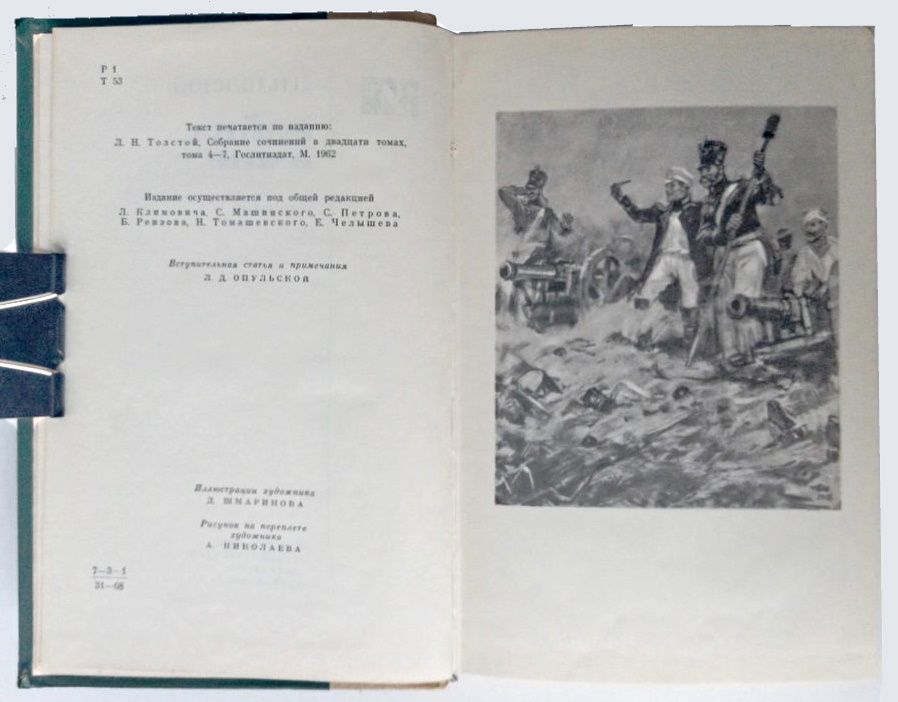 Р 1
Т 53
Текст печатается по изданию:
Л. Н. Толстой, Собрание сочинений в двадцати томах,
тома 4—7, Гослитиздат, М. 1962
Издание осуществляется под общей редакцией
Л. Климовича, С. Машинского, С. Петрова,
Б. Реизова, Н. Томашевского, Е. Челышева
Вступительная статья и примечания
Л. Д. ОПУЛЬСКОЙ
Иллюстрации художника
Д. ШМАРИНОВА
Рисунок на переплете
художника
А. НИКОЛАЕВА
7—3—1
31—68